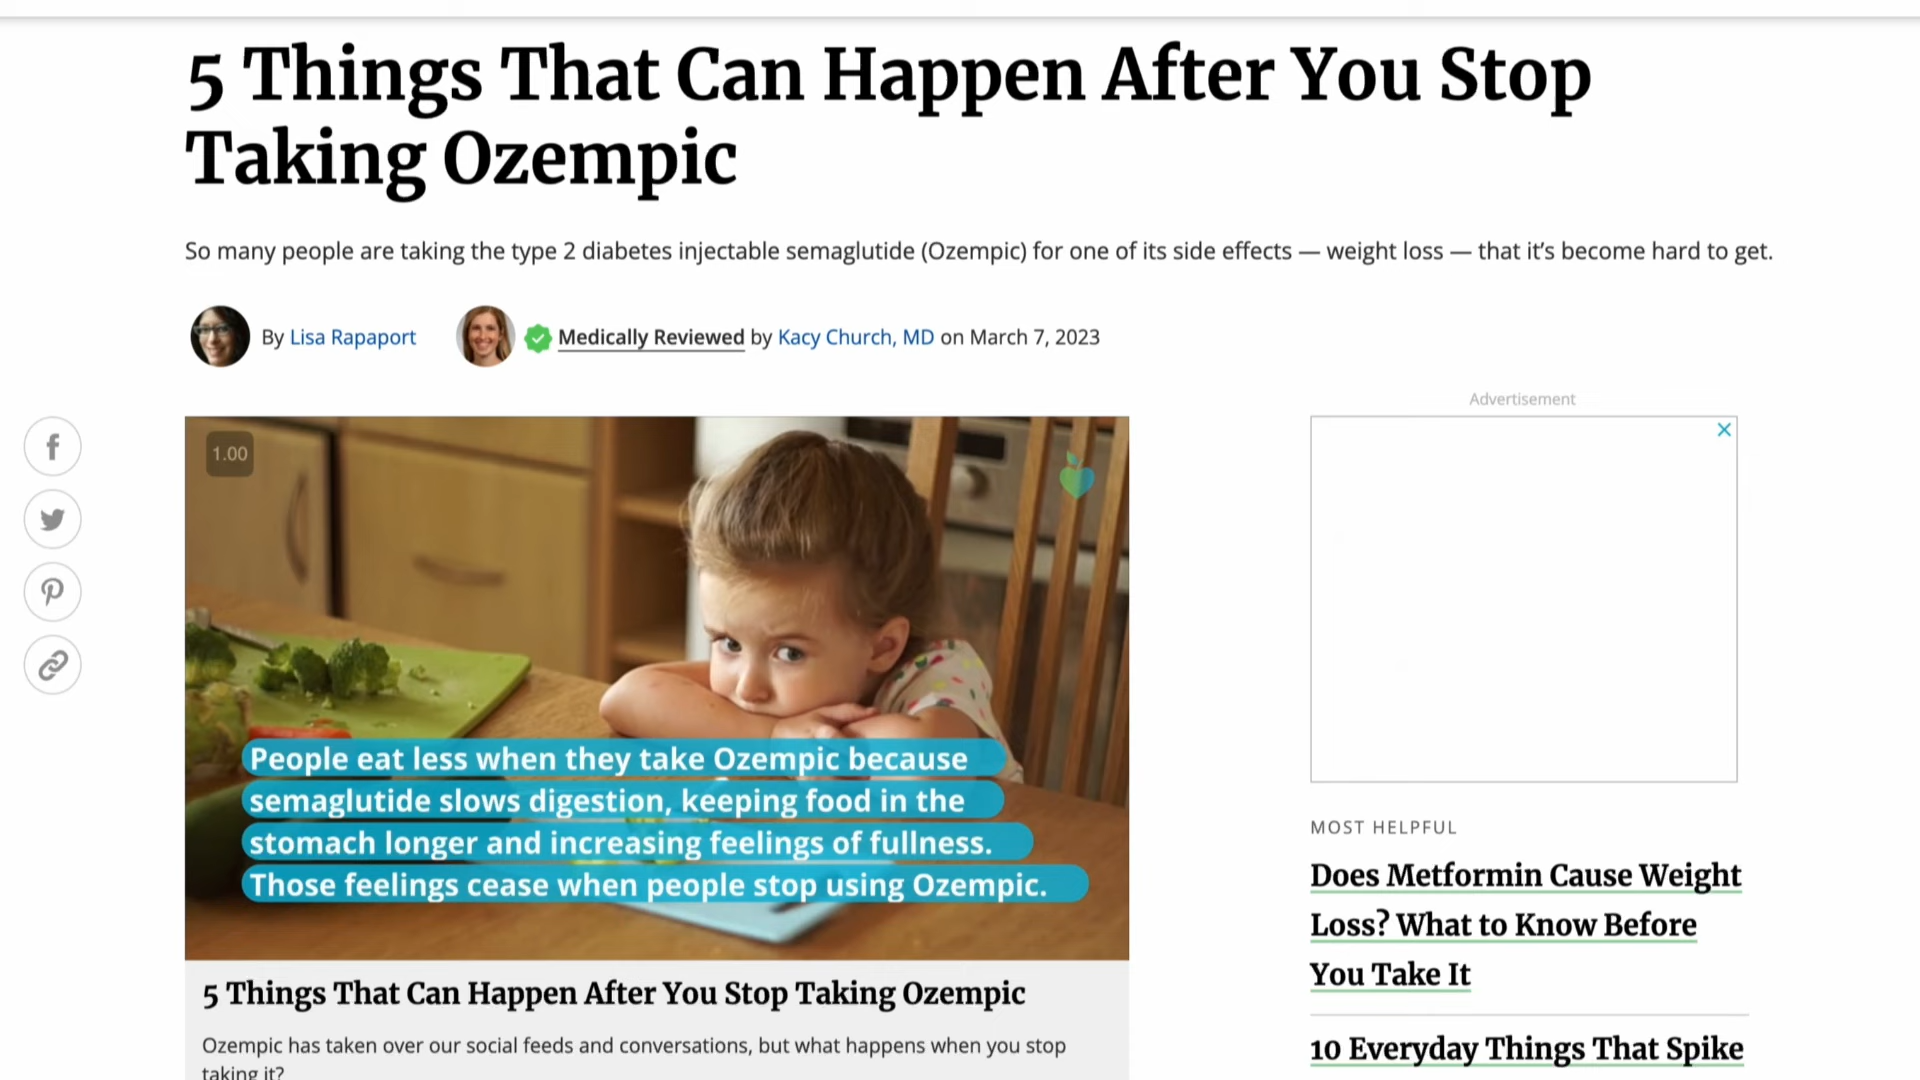 5 Things That Can Happen After You Stop
Taking Ozempic
So many people are taking the type 2 diabetes injectable semaglutide (Ozempic) for one of its side effects — weight loss — that it's become hard to get.
By Lisa Rapaport
Medically Reviewed by Kacy Church, MD on March 7, 2023
Advertisement
1.00
People eat less when they take Ozempic because
semaglutide slows digestion, keeping food in the
stomach longer and increasing feelings of fullness.
Those feelings cease when people stop using Ozempic.
5 Things That Can Happen After You Stop Taking Ozempic
Ozempic has taken over our social feeds and conversations, but what happens when you stop
taking it?
MOST HELPFUL
Does Metformin Cause Weight
Loss? What to Know Before
You Take It
10 Everyday Things That Spike